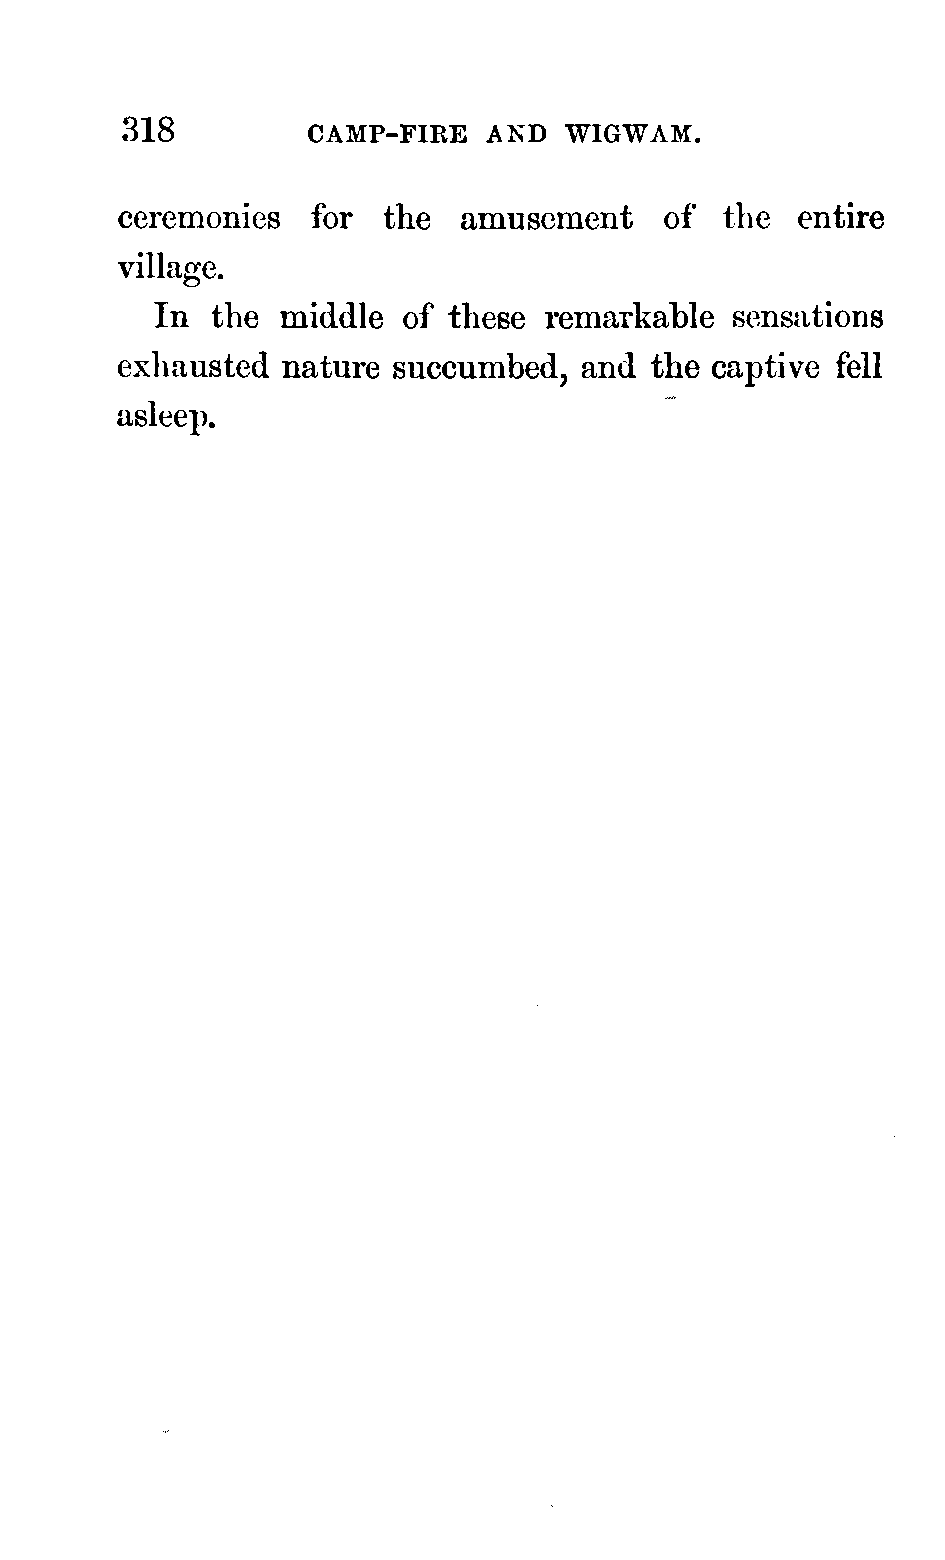 318 CAMP-FIRE AND WIGWAM.
ceremonies for the amusement of the entire
village.
In the middle of these remarkable sensations
exhausted nature succumbed, and the captive fell
asleep.